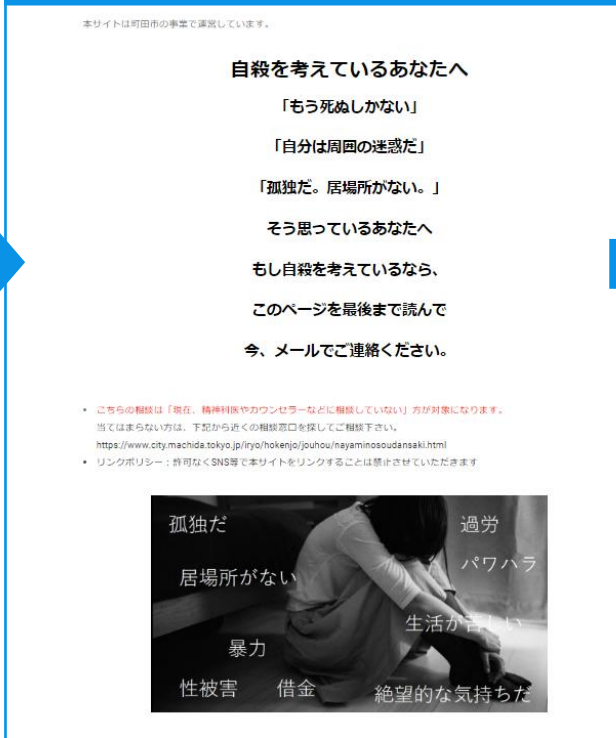 本サイトは町田市の事業で運営しています。
自殺を考えているあなたへ
「もう死ぬしかない」
「自分は周囲の迷惑だ」
「孤独だ。居場所がない。」
そう思っているあなたへ
もし自殺を考えているなら、
このページを最後まで読んで
今、メールでご連絡ください。
• こちらの相談は「現在、精神科医やカウンセラーなどに相談していない」方が対象になります。
当てはまらない方は、下記から近くの相談窓口を探してご相談下さい。
https://www.city.machida.tokyo.jp/iryo/hokenjo/jouhou/nayaminosoudansaki.html
• リンクポリシー：許可なくSNS等で本サイトをリンクすることは禁止させていただきます
孤独だ
過労
パワハラ
居場所がない
生活が苦しい
暴力
性被害
借金
絶望的な気持ちだ